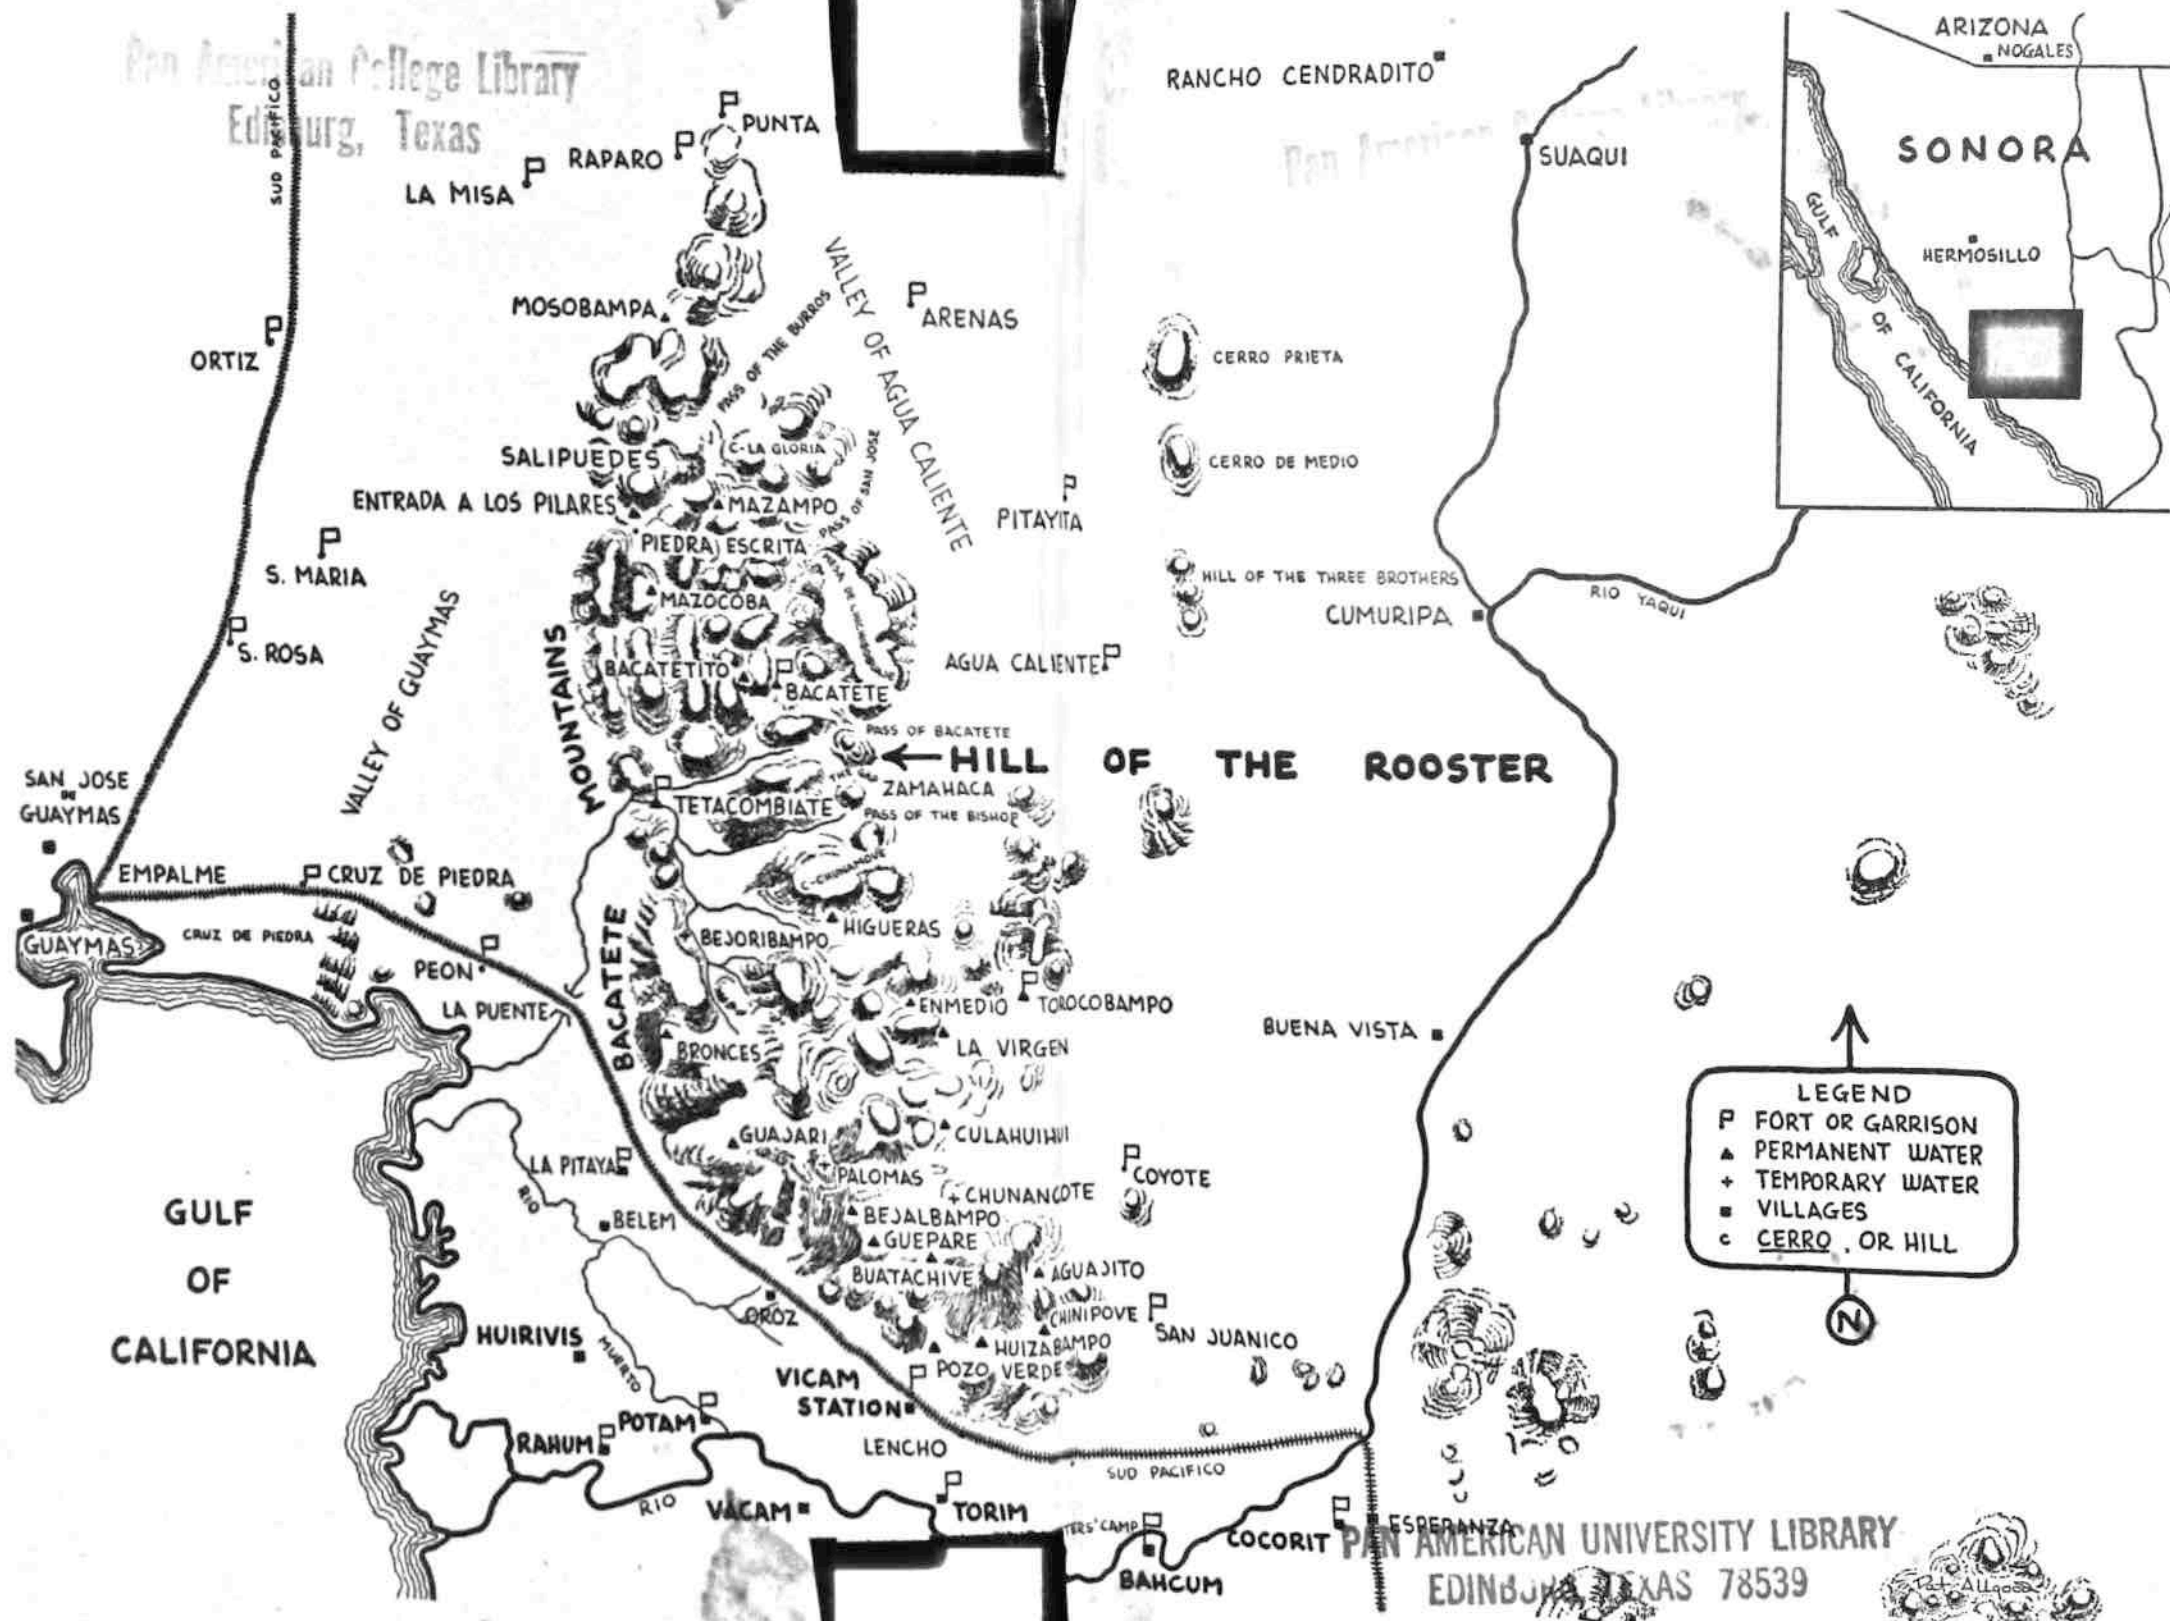 Pan American College Library
Edinburg, Texas
SUD PACIFICO
PUNTA
RAPARO
LA MISA
MOSOBAMPA
ORTIZ
VALLEY OF AGUA CALIENTE
PASS OF THE BURROS
ARENAS
RANCHO CENDRADITO
SUAQUI
Pan American
ARIZONA
NOGALES
SONORA
HERMOSILLO
GULF
OF
CALIFORNIA
CERRO PRIETA
CERRO DE MEDIO
SALIPUEDES
C-LA GLORIA
PASS OF SAN JOSE
ENTRADA A LOS PILARES
MAZAMPO
PITAYITA
PIEDRA ESCRITA
S. MARIA
HILL OF THE THREE BROTHERS
RIO YAQUI
CUMURIPA
MAZOCOBA
S. ROSA
VALLEY OF GUAYMAS
BACATETITO
BACATETE
AGUA CALIENTE
BACATETE MOUNTAINS
PASS OF BACATETE
HILL OF THE ROOSTER
SAN JOSE
DE
GUAYMAS
ZAMAHACA
TETACOMBIATE
PASS OF THE BISHOP
EMPALME
CRUZ DE PIEDRA
GUAYMAS
CRUZ DE PIEDRA
HIGUERAS
BEJORIBAMPO
PEON
LA PUENTE
ENMEDIO
TOROCOBAMPO
BUENA VISTA
BRONCES
LA VIRGEN
LEGEND
FORT OR GARRISON
PERMANENT WATER
TEMPORARY WATER
VILLAGES
C CERRO, OR HILL
N
GUAJARI
CULAHUIHUI
LA PITAYA
PALOMAS
COYOTE
CHUNANCOTE
RIO MUERTO
BELEM
BEJALBAMPO
GUEPARE
BUATACHIVE
AGUAJITO
GULF
OF
CALIFORNIA
OROZ
CHINIPOVE
SAN JUANICO
HUIRIVIS
HUIZABAMPO
POZO VERDE
VICAM
STATION
POTAM
RAHUM
LENCHO
SUD PACIFICO
RIO
VACAM
TORIM
TERS' CAMP
BAHCUM
COCORIT
ESPERANZA
PAN AMERICAN UNIVERSITY LIBRARY
EDINBURG, TEXAS 78539